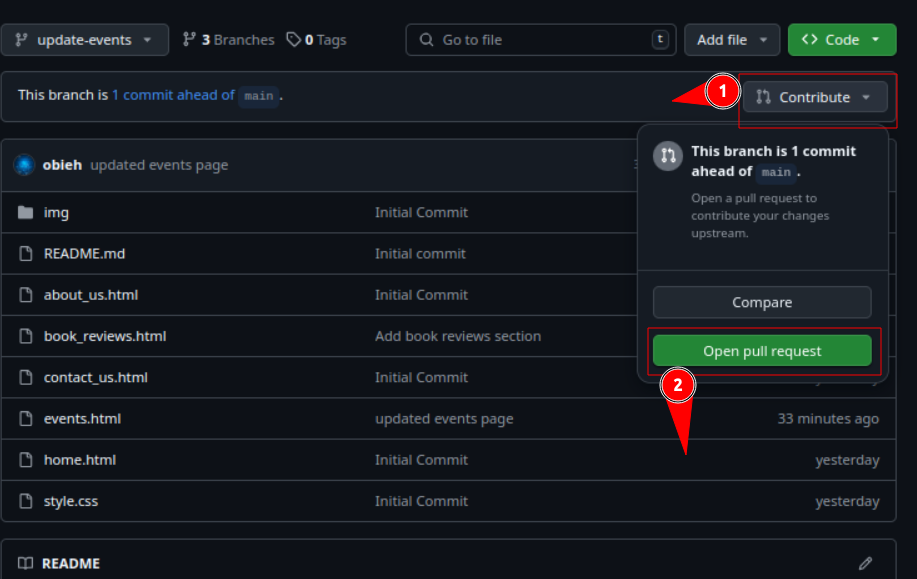 update-events 3 Branches 0 Tags Go to file t Add file Code
This branch is 1 commit ahead of main. 1 Contribute
This branch is 1 commit
ahead of main.
Open a pull request to
contribute your changes
upstream.
Compare
Open pull request
2
obieh updated events page
img Initial Commit
README.md Initial commit
about_us.html Initial Commit
book_reviews.html Add book reviews section
contact_us.html Initial Commit
events.html updated events page 33 minutes ago
home.html Initial Commit yesterday
style.css Initial Commit yesterday
README